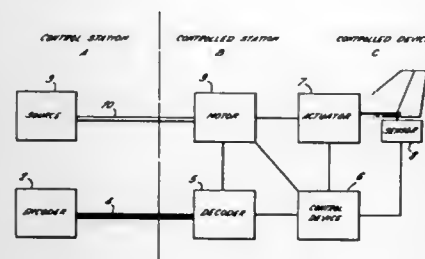 CONTROL STATION
A
CONTROLLED STATION
B
CONTROLLED DEVICE
C
9
SOURCE
10
9
MOTOR
7
ACTUATOR
SENSOR
8
2
ENCODER
4
5
DECODER
6
CONTROL
DEVICE